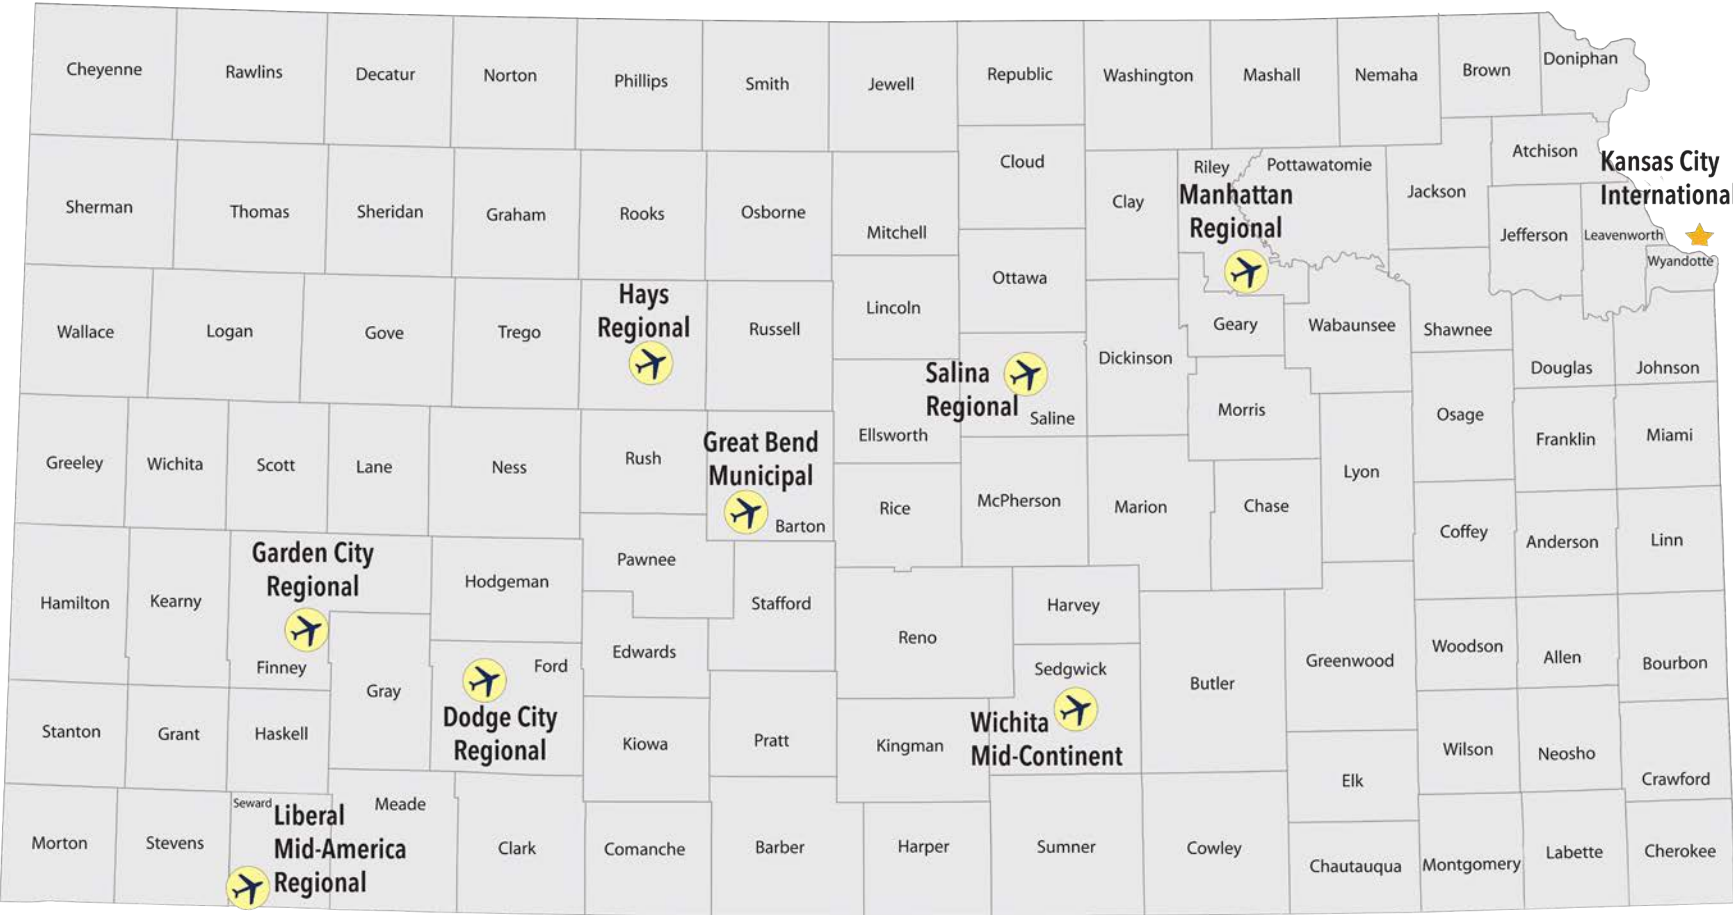 Cheyenne
Rawlins
Decatur
Norton
Phillips
Smith
Jewell
Republic
Washington
Mashall
Nemaha
Brown
Doniphan
Sherman
Thomas
Sheridan
Graham
Rooks
Osborne
Mitchell
Cloud
Clay
Riley
Pottawatomie
Jackson
Atchison
Kansas City
International
Manhattan
Regional
Jefferson
Leavenworth
Wyandotte
Wallace
Logan
Gove
Trego
Hays
Regional
Russell
Lincoln
Ottawa
Salina
Regional
Saline
Dickinson
Geary
Wabaunsee
Shawnee
Douglas
Johnson
Morris
Osage
Franklin
Miami
Greeley
Wichita
Scott
Lane
Ness
Rush
Great Bend
Municipal
Barton
Ellsworth
Rice
McPherson
Marion
Chase
Lyon
Coffey
Anderson
Linn
Hamilton
Kearny
Garden City
Regional
Finney
Hodgeman
Pawnee
Stafford
Edwards
Reno
Harvey
Sedgwick
Wichita
Mid-Continent
Butler
Greenwood
Woodson
Allen
Bourbon
Gray
Ford
Dodge City
Regional
Stanton
Grant
Haskell
Kiowa
Pratt
Kingman
Elk
Wilson
Neosho
Crawford
Morton
Stevens
Seward
Liberal
Mid-America
Regional
Meade
Clark
Comanche
Barber
Harper
Sumner
Cowley
Chautauqua
Montgomery
Labette
Cherokee